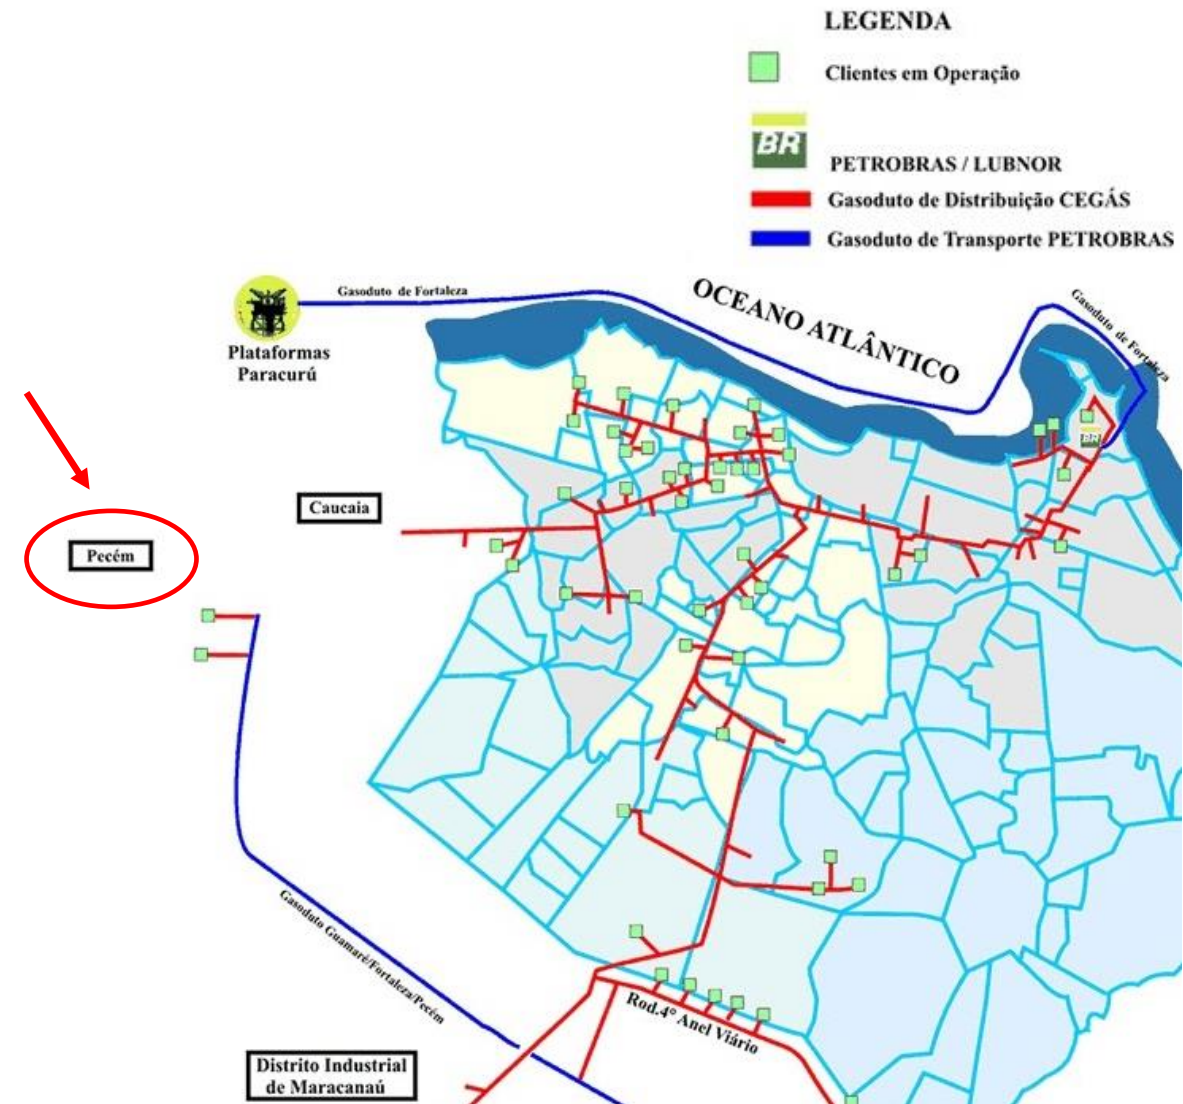 LEGENDA
Clientes em Operação
BR
PETROBRAS / LUBNOR
Gasoduto de Distribuição CEGÁS
Gasoduto de Transporte PETROBRAS
Gasoduto de Fortaleza
OCEANO ATLÂNTICO
Gasoduto de Fortaleza
Plataformas
Paracurú
BR
Caucaia
Pecém
Gasoduto Guamaré/Fortaleza/Pecém
Rod.4º Anel Viário
Distrito Industrial
de Maracanaú